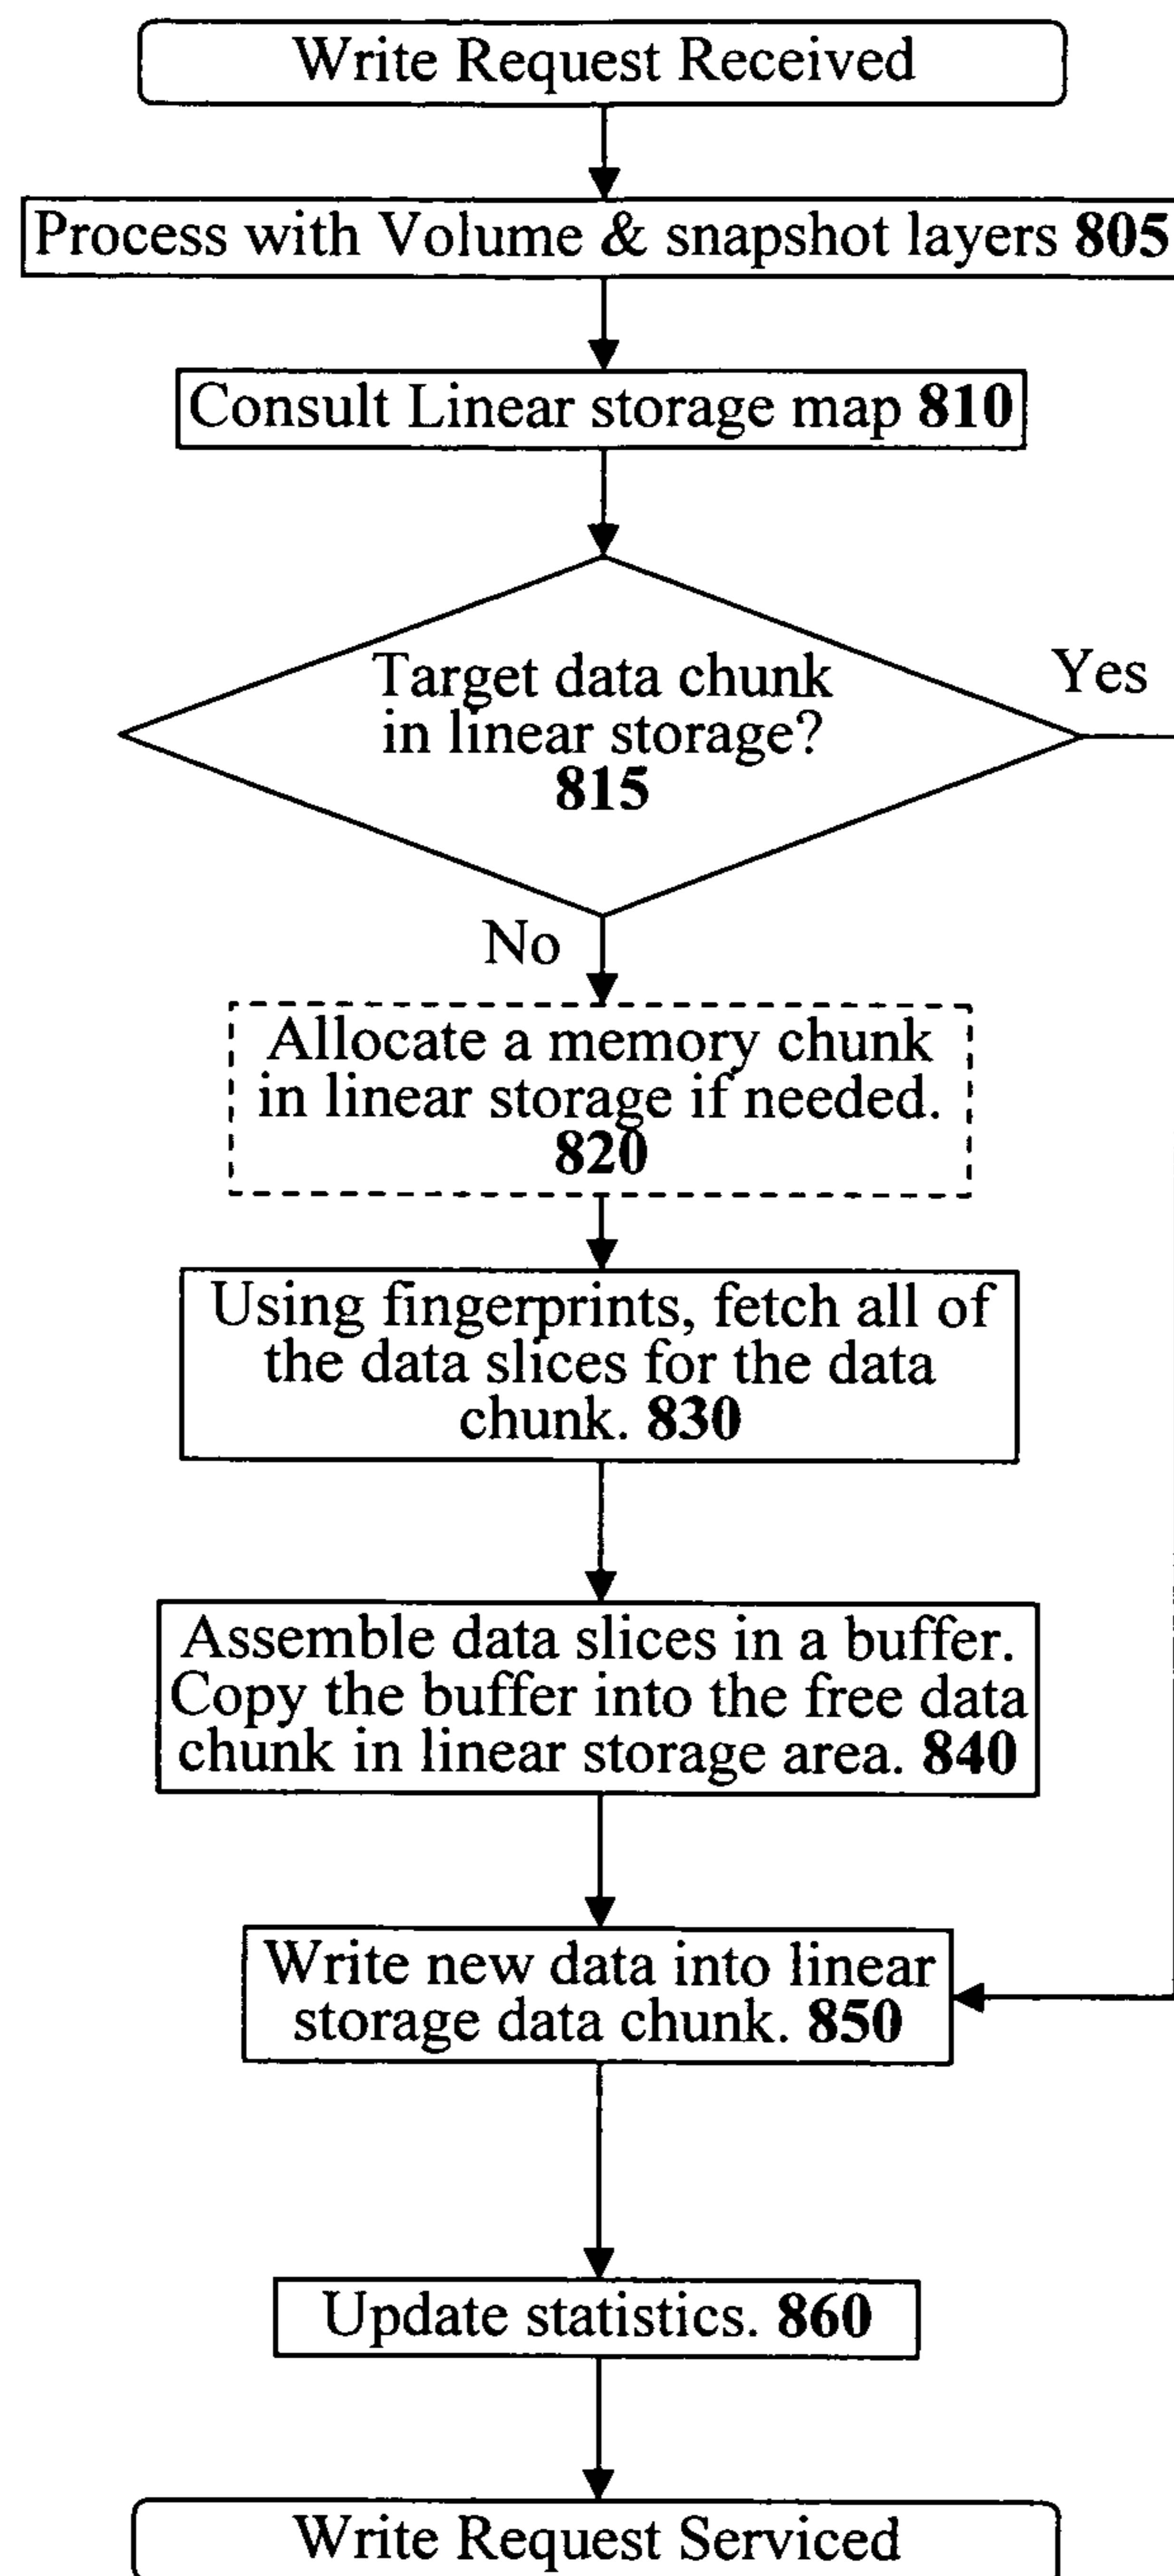 Write Request Received
Process with Volume & snapshot layers 805
Consult Linear storage map 810
Target data chunk
in linear storage?
815
Yes
No
Allocate a memory chunk
in linear storage if needed.
820
Using fingerprints, fetch all of
the data slices for the data
chunk. 830
Assemble data slices in a buffer.
Copy the buffer into the free data
chunk in linear storage area. 840
Write new data into linear
storage data chunk. 850
Update statistics. 860
Write Request Serviced